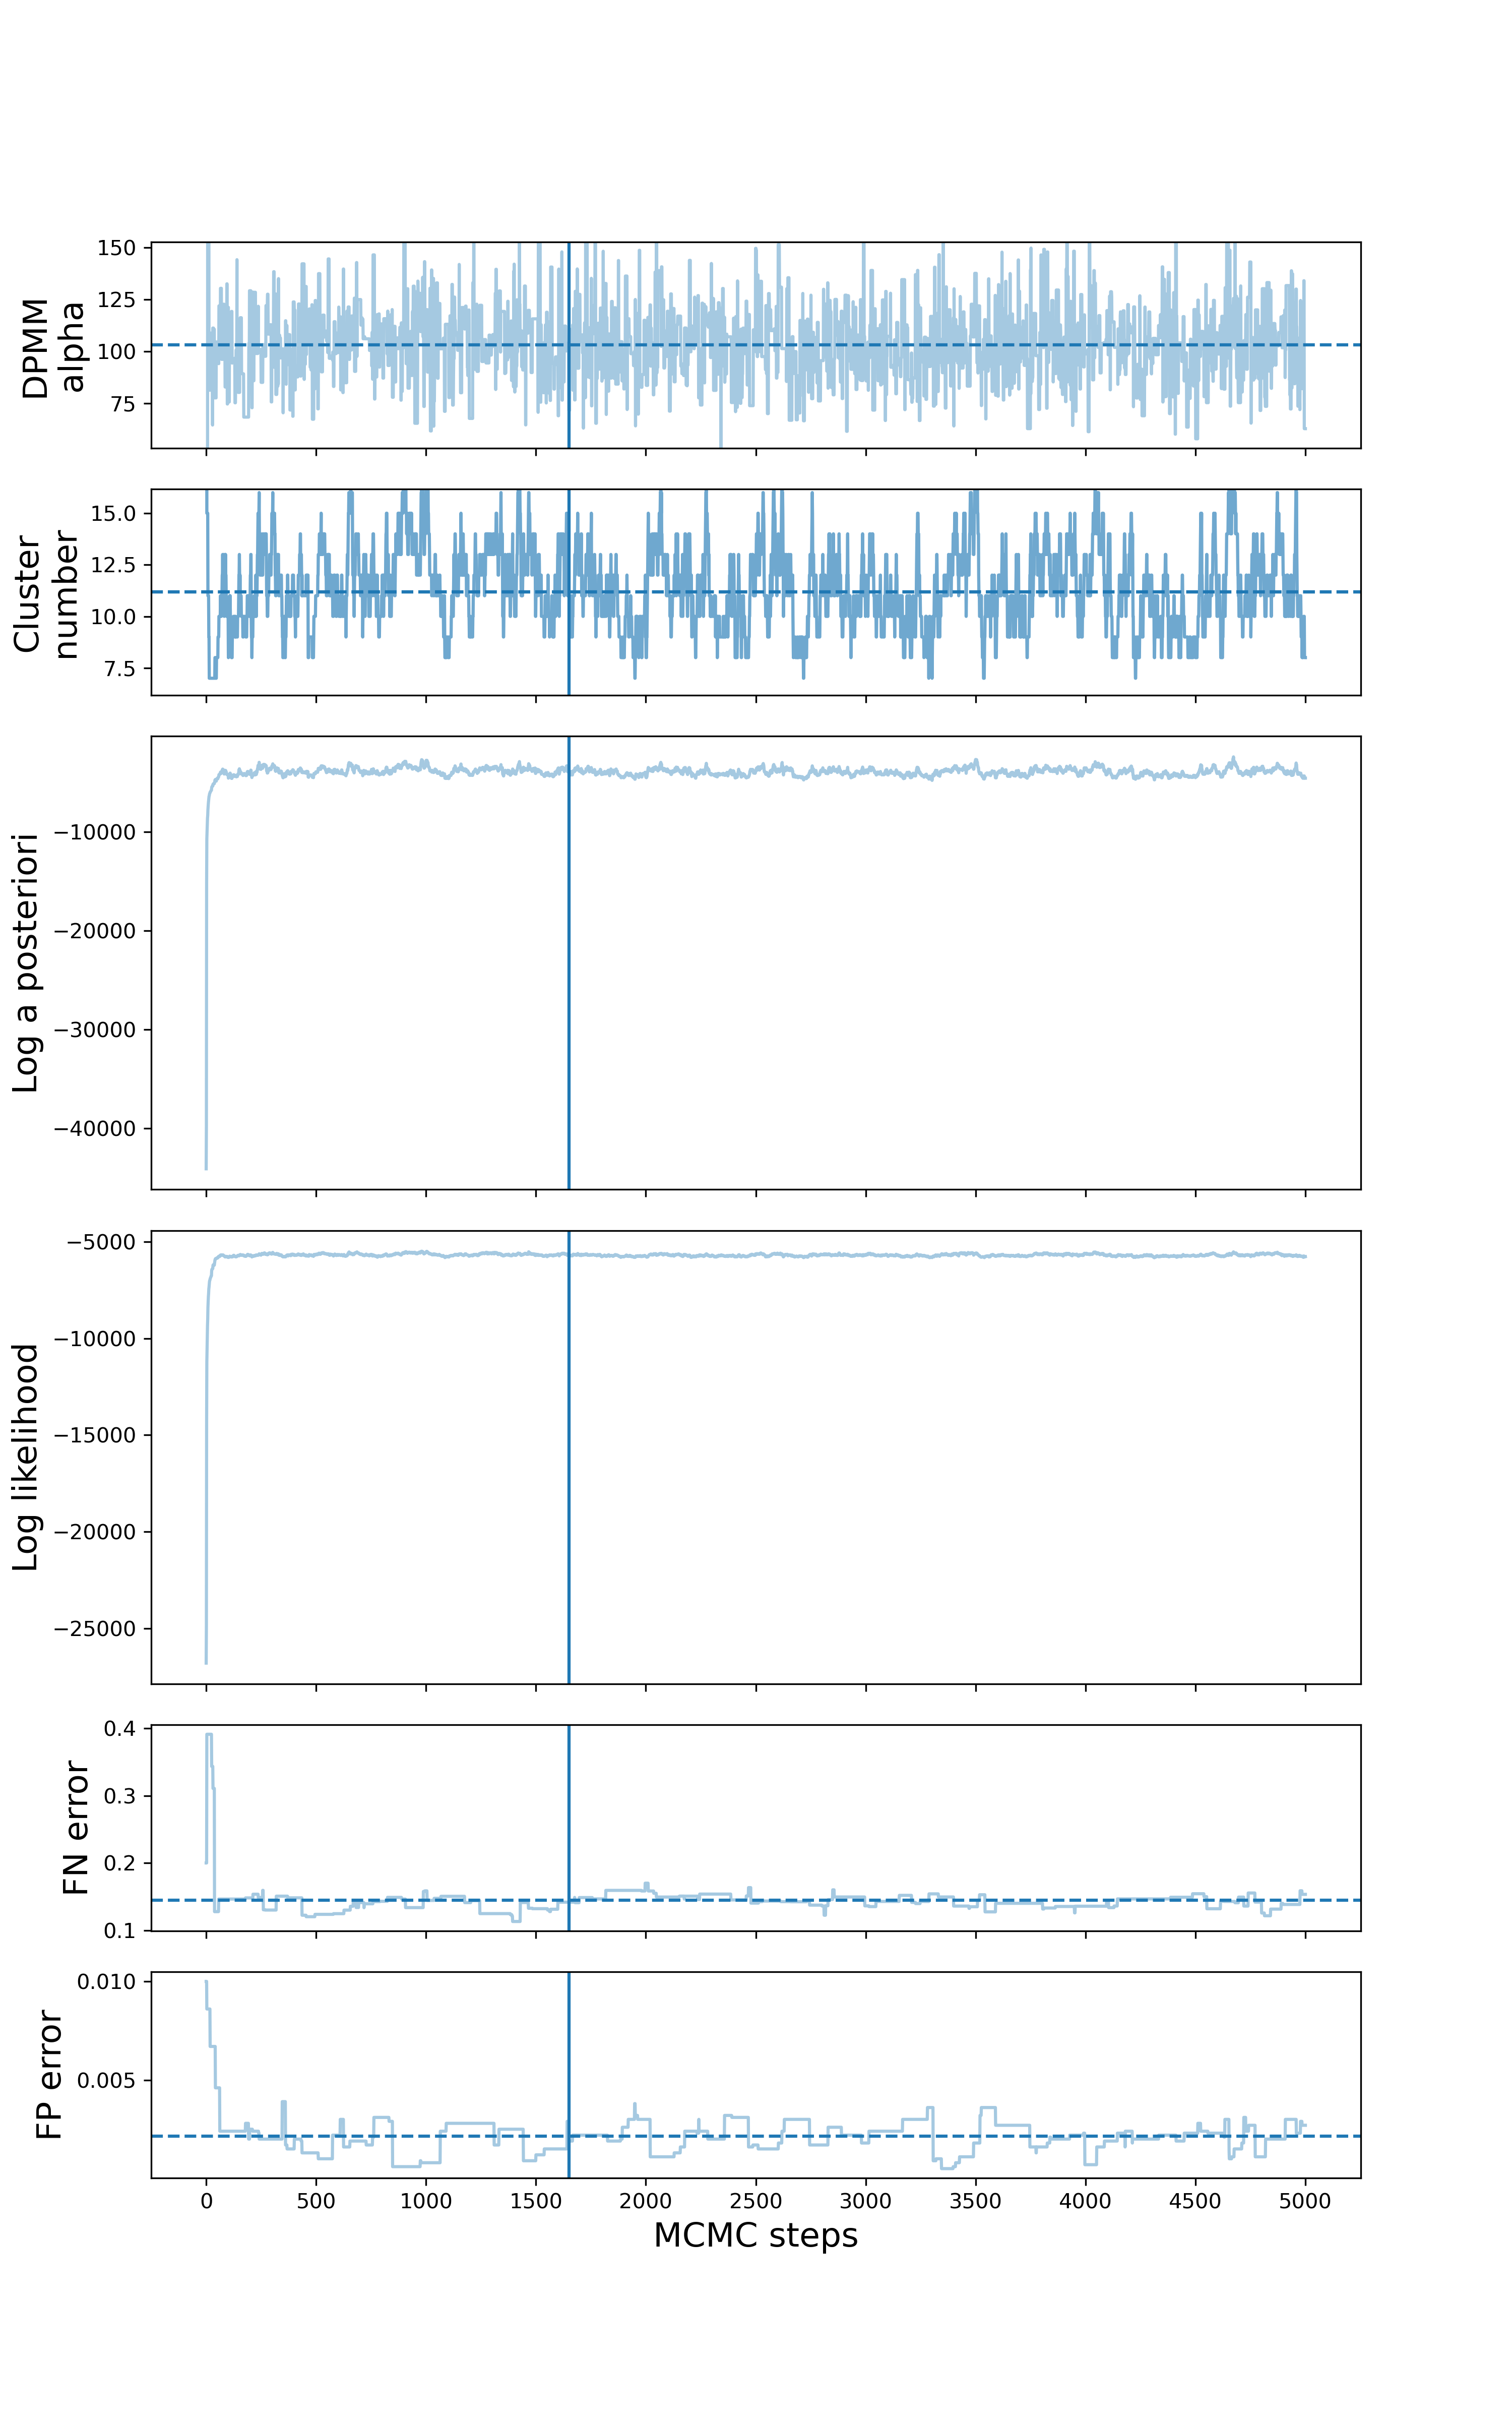 DPMM
alpha
150
125
100
75
Cluster
number
15.0
12.5
10.0
7.5
Log a posteriori
−10000
−20000
−30000
−40000
Log likelihood
−5000
−10000
−15000
−20000
−25000
FN error
0.4
0.3
0.2
0.1
FP error
0.010
0.005
0 500 1000 1500 2000 2500 3000 3500 4000 4500 5000
MCMC steps